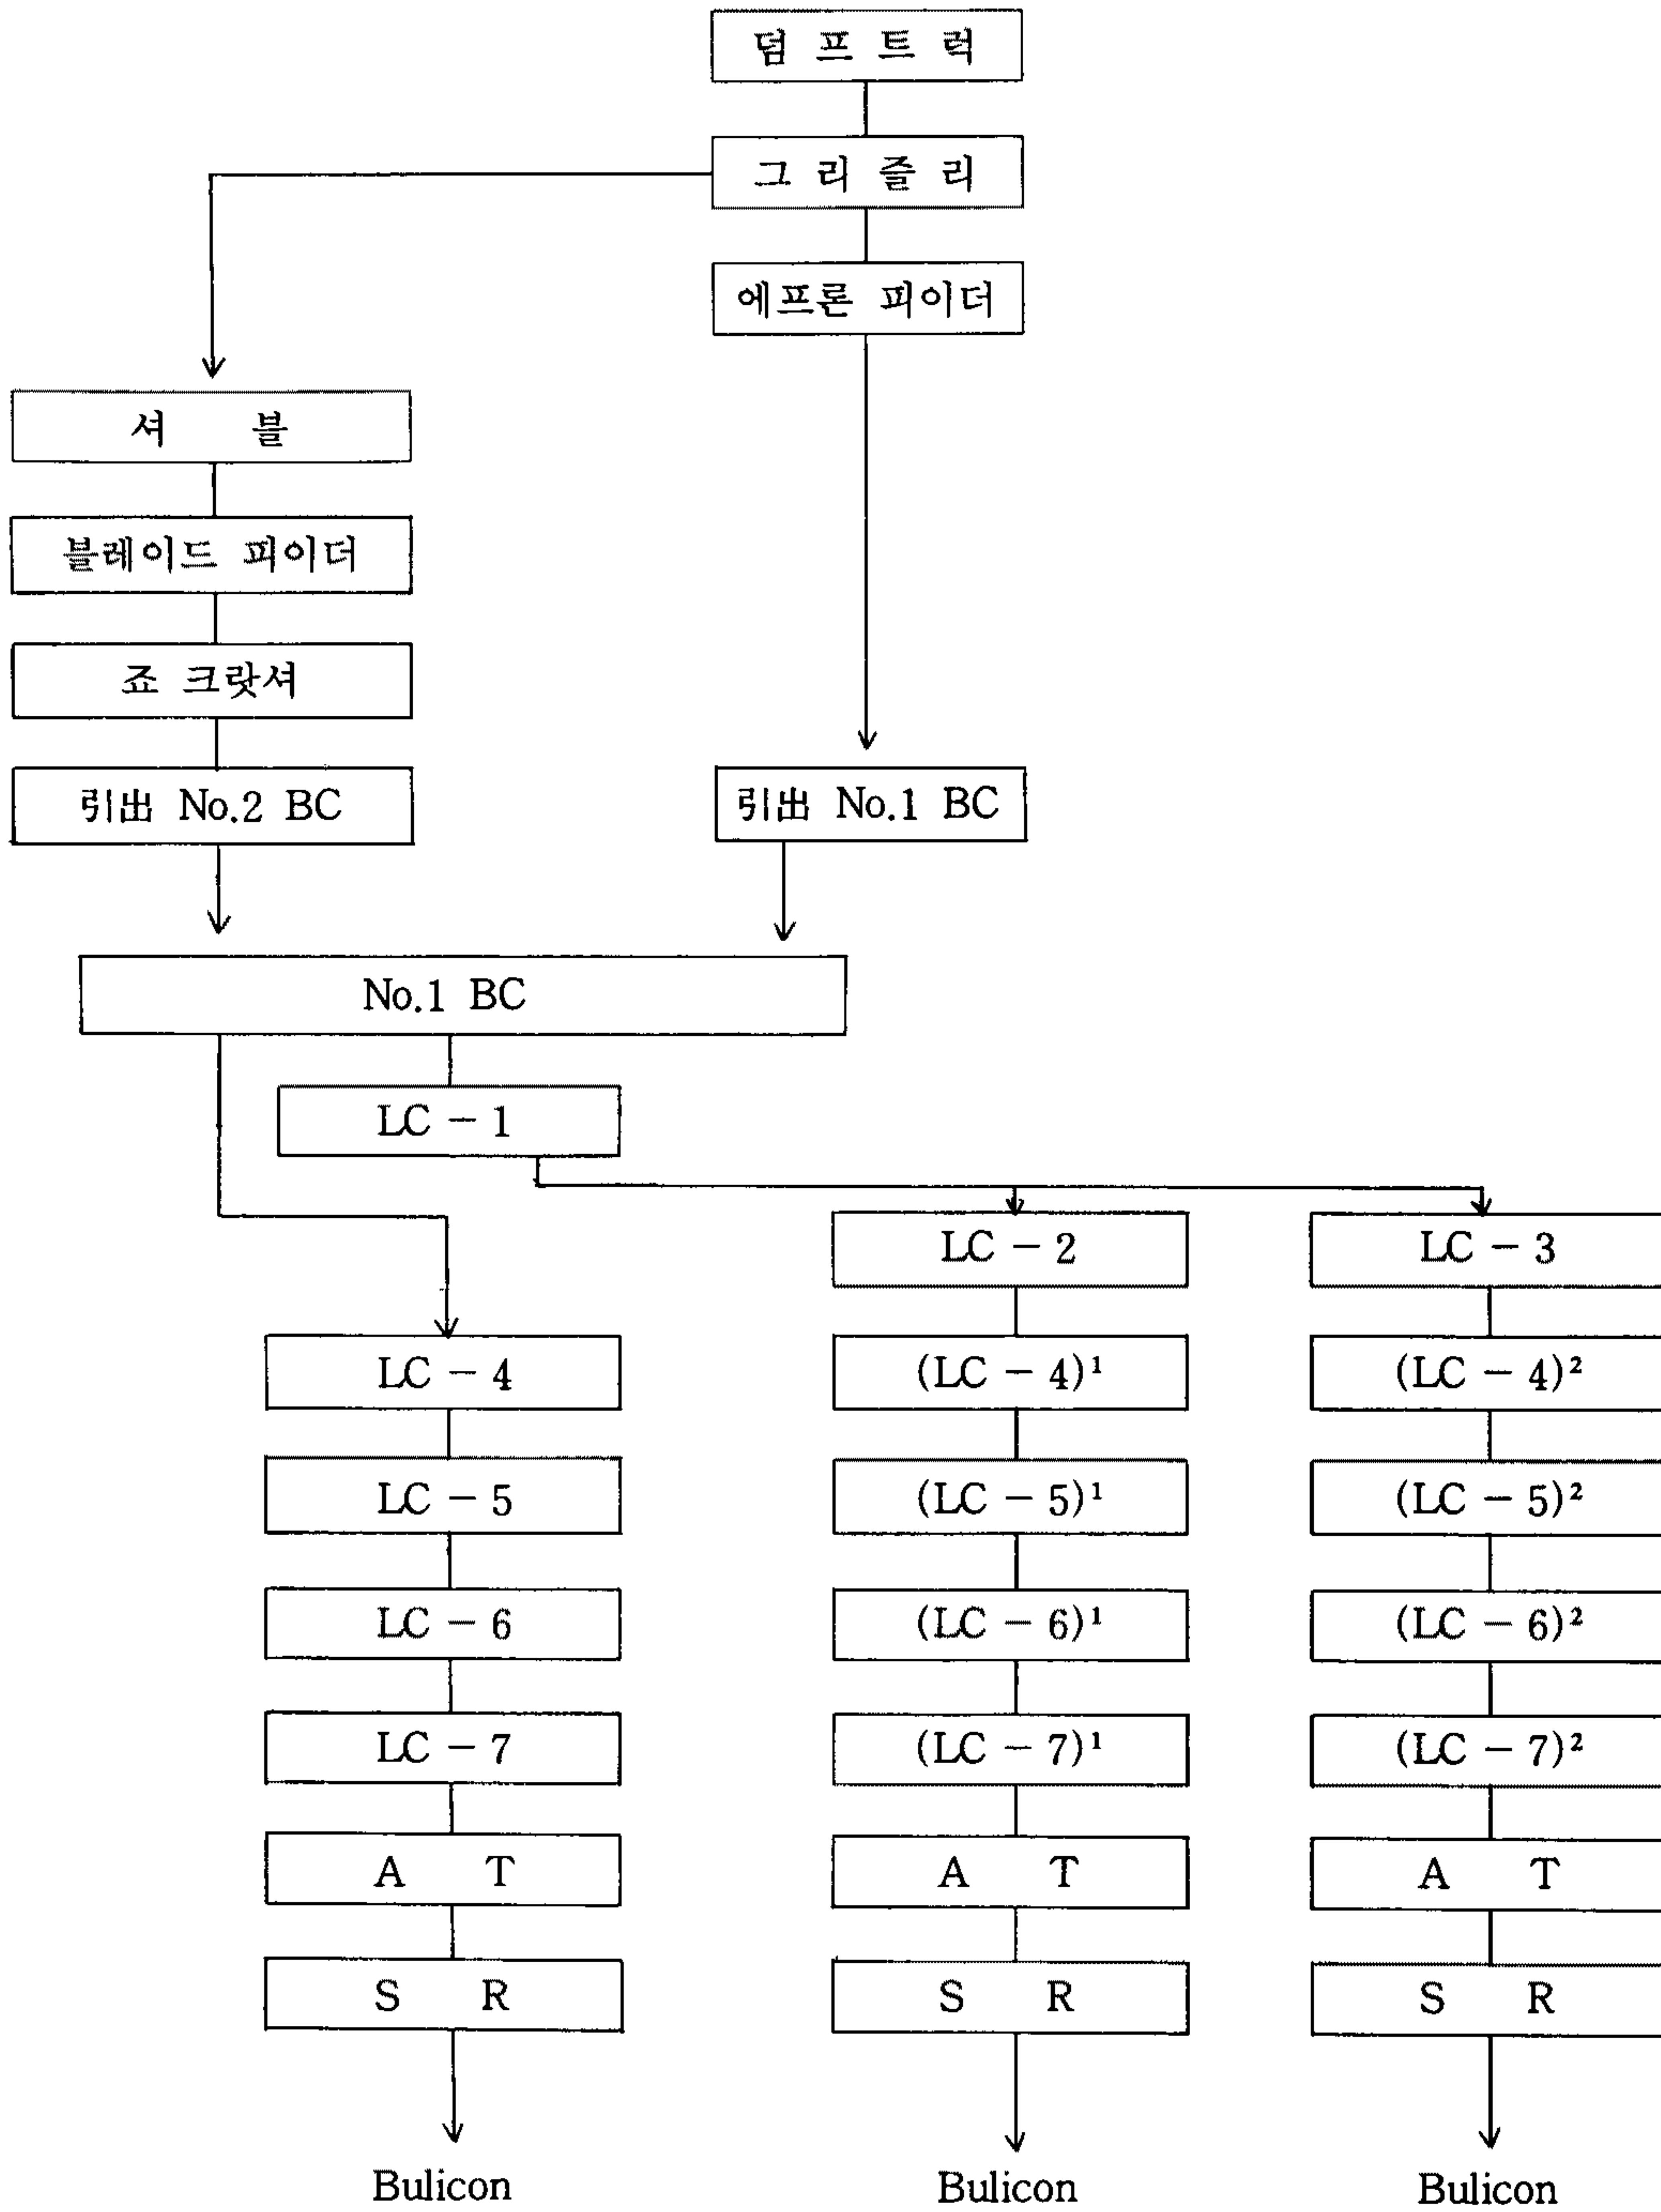 덤 프 트 럭
그 리 즐 리
에프론 피이더
셔 블
블레이드 피이더
죠 크랏셔
引出 No.2 BC
引出 No.1 BC
No.1 BC
LC - 1
LC - 2
LC - 3
LC - 4
(LC - 4)¹
(LC - 4)²
LC - 5
(LC - 5)¹
(LC - 5)²
LC - 6
(LC - 6)¹
(LC - 6)²
LC - 7
(LC - 7)¹
(LC - 7)²
A T
A T
A T
S R
S R
S R
Bulicon
Bulicon
Bulicon